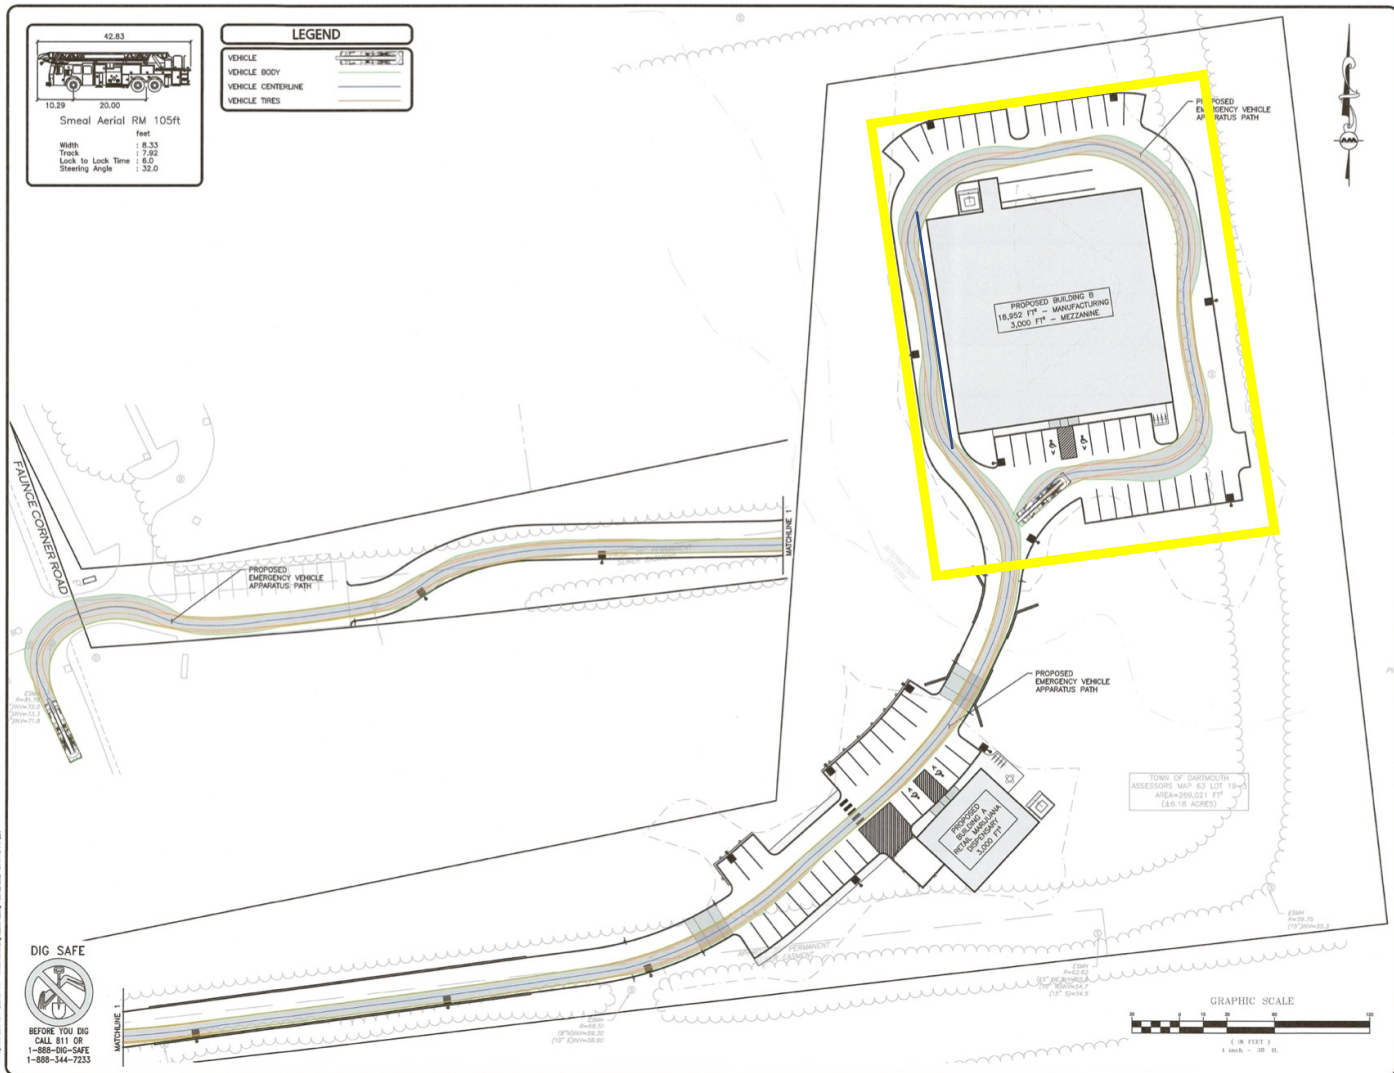 42.83
10.29 20.00
Smeal Aerial RM 105ft
feet
Width : 8.33
Track : 7.92
Lock to Lock Time : 6.0
Steering Angle : 32.0
LEGEND
VEHICLE
VEHICLE BODY
VEHICLE CENTERLINE
VEHICLE TIRES
PROPOSED
EMERGENCY VEHICLE
APPARATUS PATH
PROPOSED BUILDING B
18,952 FT² - MANUFACTURING
3,000 FT² - MEZZANINE
FAUNCE CORNER ROAD
PROPOSED
EMERGENCY VEHICLE
APPARATUS PATH
MATCHLINE 1
PROPOSED
EMERGENCY VEHICLE
APPARATUS PATH
TOWN OF DARTMOUTH
ASSESSORS MAP 63 LOT
AREA=269,021 FT²
(±6.18 ACRES)
PROPOSED
BUILDING A
RETAIL MARIJUANA
DISPENSARY
3,000 FT²
PERMANENT
EASEMENT
DIG SAFE
BEFORE YOU DIG
CALL 811 OR
1-888-DIG-SAFE
1-888-344-7233
MATCHLINE 1
GRAPHIC SCALE
( IN FEET )
1 inch = 30 ft.